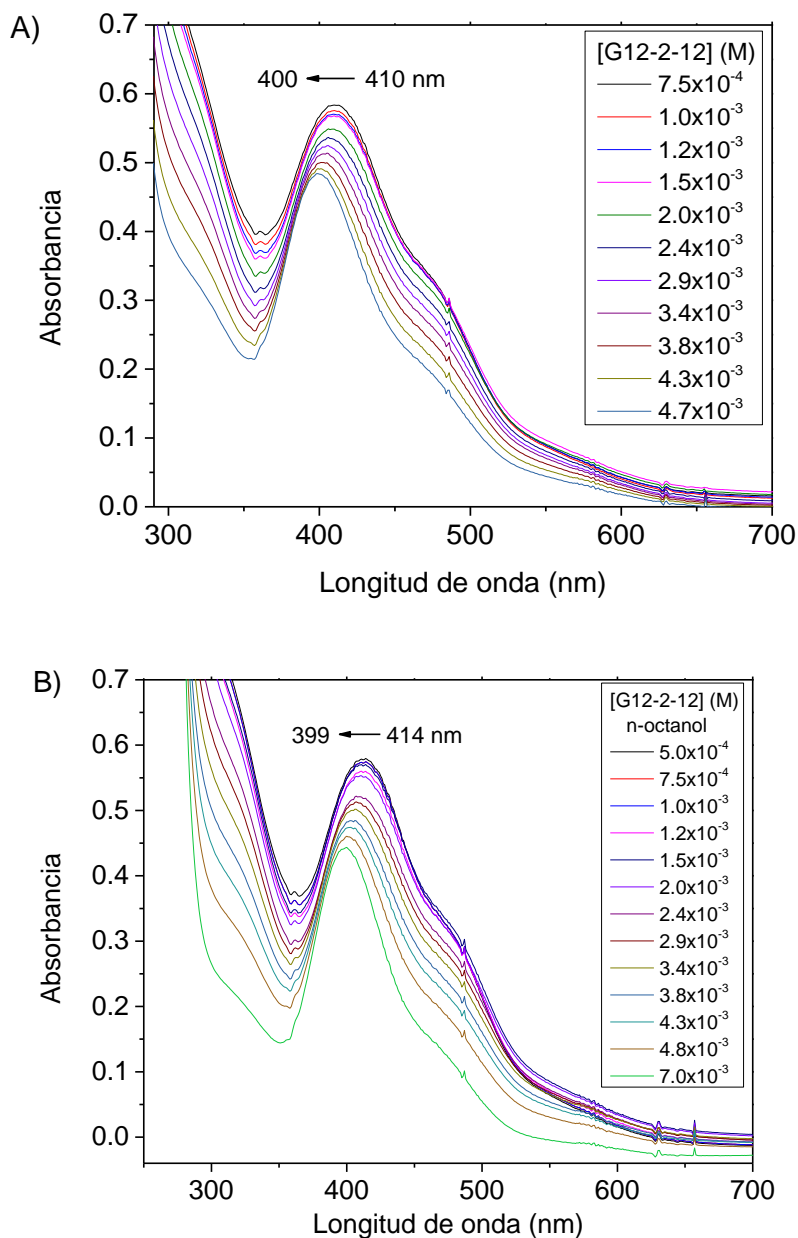 A)
0.7
0.6
0.5
0.4
0.3
0.2
0.1
0.0
Absorbancia
400 ← 410 nm
[G12-2-12] (M)
7.5x10⁻⁴
1.0x10⁻³
1.2x10⁻³
1.5x10⁻³
2.0x10⁻³
2.4x10⁻³
2.9x10⁻³
3.4x10⁻³
3.8x10⁻³
4.3x10⁻³
4.7x10⁻³
300 400 500 600 700
Longitud de onda (nm)
B)
0.7
0.6
0.5
0.4
0.3
0.2
0.1
0.0
Absorbancia
399 ← 414 nm
[G12-2-12] (M)
n-octanol
5.0x10⁻⁴
7.5x10⁻⁴
1.0x10⁻³
1.2x10⁻³
1.5x10⁻³
2.0x10⁻³
2.4x10⁻³
2.9x10⁻³
3.4x10⁻³
3.8x10⁻³
4.3x10⁻³
4.8x10⁻³
7.0x10⁻³
300 400 500 600 700
Longitud de onda (nm)